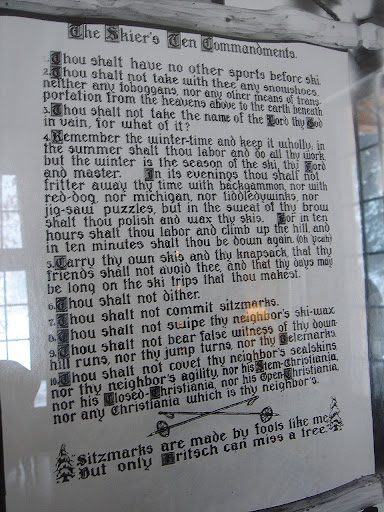 The Skier's Ten Commandments.
1. Thou shalt have no other sports before ski.
2. Thou shalt not take with thee any snowshoes,
neither any toboggans, nor any other means of trans-
portation from the heavens above to the earth beneath
3. Thou shalt not take the name of the Lord thy God
in vain, for what of it?
4. Remember the winter-time and keep it wholly, in
the summer shalt thou labor and do all thy work
but the winter is the season of the ski, thy Lord
and master. In its evenings thou shalt not
fritter away thy time with backgammon, nor with
red-dog, nor michigan, nor tiddledywinks, nor
jig-saw puzzles, but in the sweat of thy brow
shalt thou polish and wax thy skis. For in ten
hours shalt thou labor and climb up the hill, and
in ten minutes shalt thou be down again. (Oh Yeah)
5. Carry thy own skis and thy knapsack, that thy
friends shall not avoid thee, and that thy days may
be long on the ski trips that thou makest.
6. Thou shalt not dither.
7. Thou shalt not commit sitzmarks.
8. Thou shalt not swipe thy neighbor's ski-wax.
9. Thou shalt not bear false witness of thy down-
hill runs, nor thy jump turns, nor thy Telemarks.
10. Thou shalt not covet thy neighbor's sealskins
nor thy neighbor's agility, nor his Stem-christiania,
nor his Closed-Christiania, nor his Open-Christiania,
nor any Christiania which is thy neighbor's.
Sitzmarks are made by fools like me
But only Britsch can miss a tree.